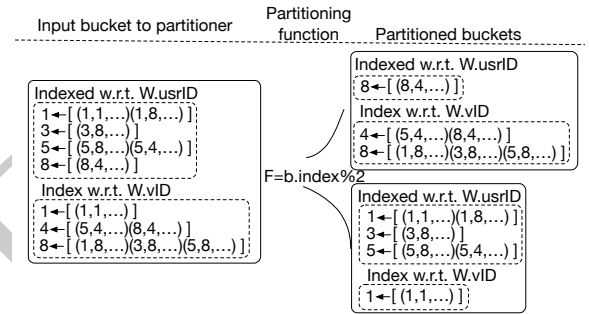 Input bucket to partitioner
Partitioning
function
Partitioned buckets
Indexed w.r.t. W.usrID
1←[ (1,1,…)(1,8,…) ]
3←[ (3,8,…) ]
5←[ (5,8,…)(5,4,…) ]
8←[ (8,4,…) ]
Index w.r.t. W.vID
1←[ (1,1,…) ]
4←[ (5,4,…)(8,4,…) ]
8←[ (1,8,…)(3,8,…)(5,8,…) ]
F=b.index%2
Indexed w.r.t. W.usrID
8←[ (8,4,…) ]
Index w.r.t. W.vID
4←[ (5,4,…)(8,4,…) ]
8←[ (1,8,…)(3,8,…)(5,8,…) ]
Indexed w.r.t. W.usrID
1←[ (1,1,…)(1,8,…) ]
3←[ (3,8,…) ]
5←[ (5,8,…)(5,4,…) ]
Index w.r.t. W.vID
1←[ (1,1,…) ]